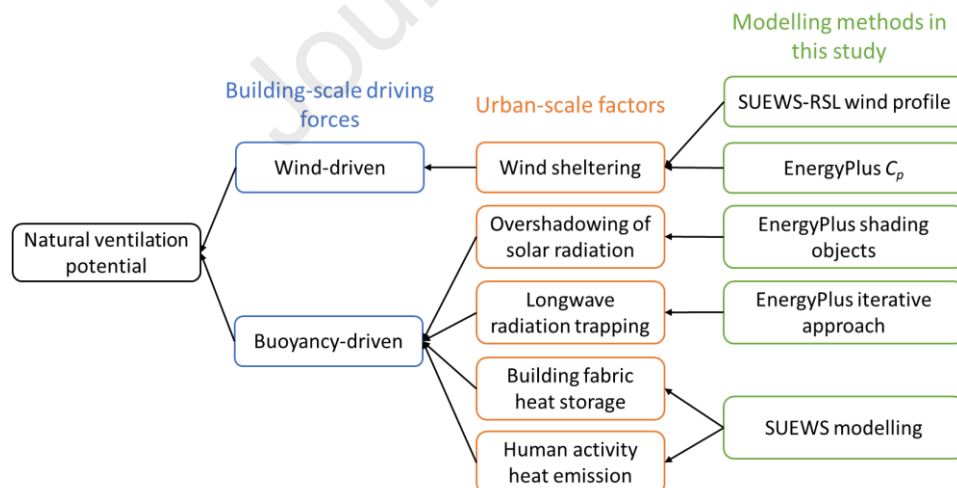 Jour
Modelling methods in
this study
Building-scale driving
forces
Urban-scale factors
SUEWS-RSL wind profile
Wind-driven
Wind sheltering
EnergyPlus Cp
Natural ventilation
potential
Overshadowing of
solar radiation
EnergyPlus shading
objects
Longwave
radiation trapping
EnergyPlus iterative
approach
Buoyancy-driven
Building fabric
heat storage
SUEWS modelling
Human activity
heat emission